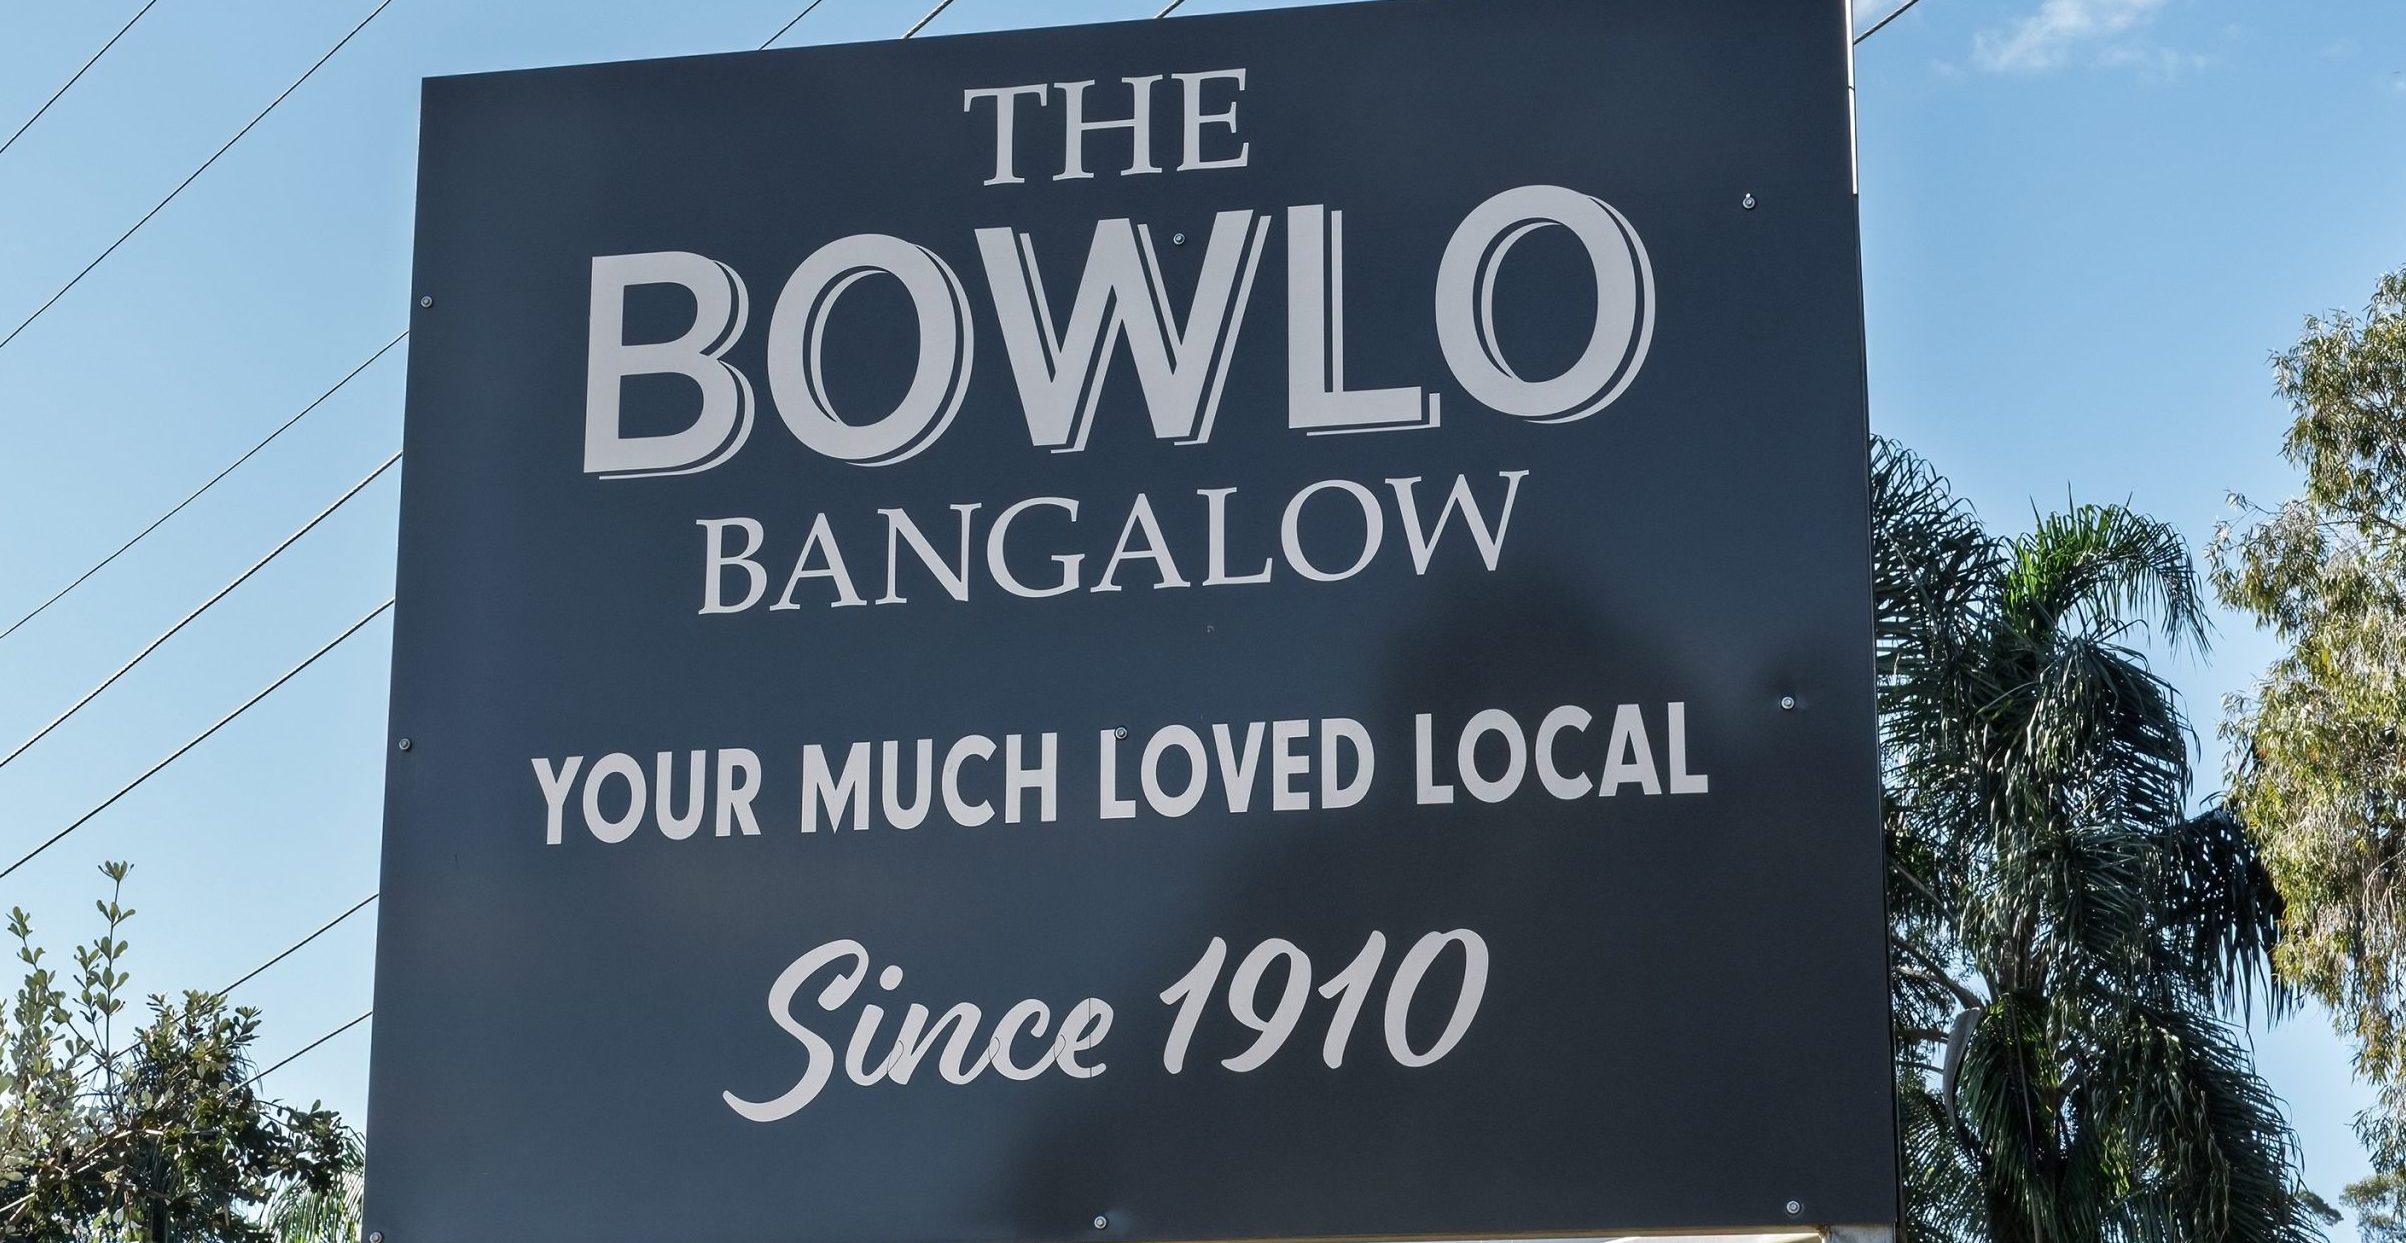 THE
BOWLO
BANGALOW
YOUR MUCH LOVED LOCAL
Since 1910